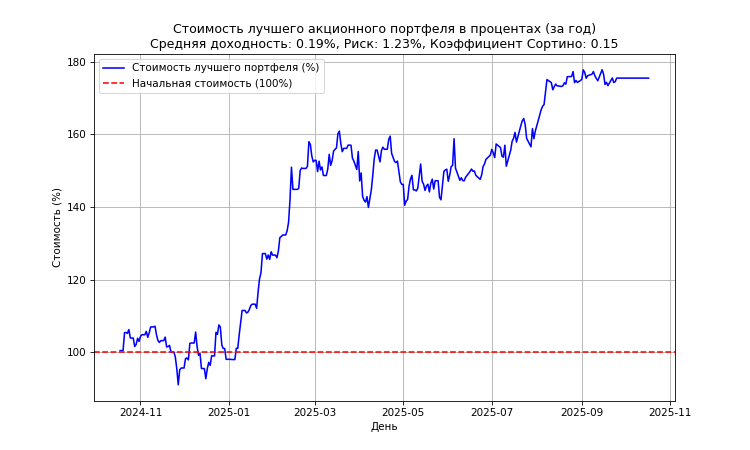 Стоимость лучшего акционного портфеля в процентах (за год)
Средняя доходность: 0.19%, Риск: 1.23%, Коэффициент Сортино: 0.15
Стоимость лучшего портфеля (%)
Начальная стоимость (100%)
Стоимость (%)
180
160
140
120
100
2024-11
2025-01
2025-03
2025-05
2025-07
2025-09
2025-11
День